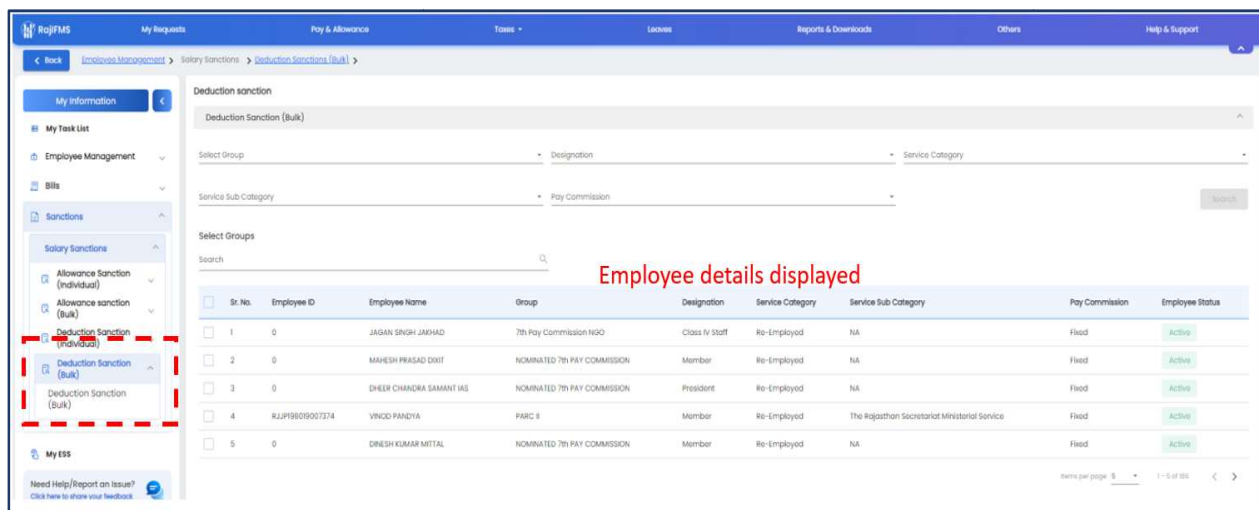 RajIFMS My Requests Pay & Allowance Taxes Leaves Reports & Downloads Others Help & Support
Back Employee Management > Salary Sanctions > Deduction Sanctions (Bulk) >
My Information
My Task List
Employee Management
Bills
Sanctions
Salary Sanctions
Allowance Sanction
(Individual)
Allowance sanction
(Bulk)
Deduction Sanction
(Individual)
Deduction Sanction
(Bulk)
Deduction Sanction
(Bulk)
My ESS
Need Help/Report an Issue?
Click here to share your feedback
Deduction sanction
Deduction Sanction (Bulk)
Select Group Designation Service Category
Service Sub Category Pay Commission Search
Select Groups
Search
Employee details displayed
Sr. No. Employee ID Employee Name Group Designation Service Category Service Sub Category Pay Commission Employee Status
1 0 JAGAN SINGH JAKHAD 7th Pay Commission NGO Class IV Staff Re-Employed NA Fixed Active
2 0 MAHESH PRASAD DIXIT NOMINATED 7th PAY COMMISSION Member Re-Employed NA Fixed Active
3 0 DHEER CHANDRA SAMANT IAS NOMINATED 7th PAY COMMISSION President Re-Employed NA Fixed Active
4 RJJP198019007374 VINOD PANDYA PARC II Member Re-Employed The Rajasthan Secretariat Ministerial Service Fixed Active
5 0 DINESH KUMAR MITTAL NOMINATED 7th PAY COMMISSION Member Re-Employed NA Fixed Active
Items per page 5 1 - 5 of 186